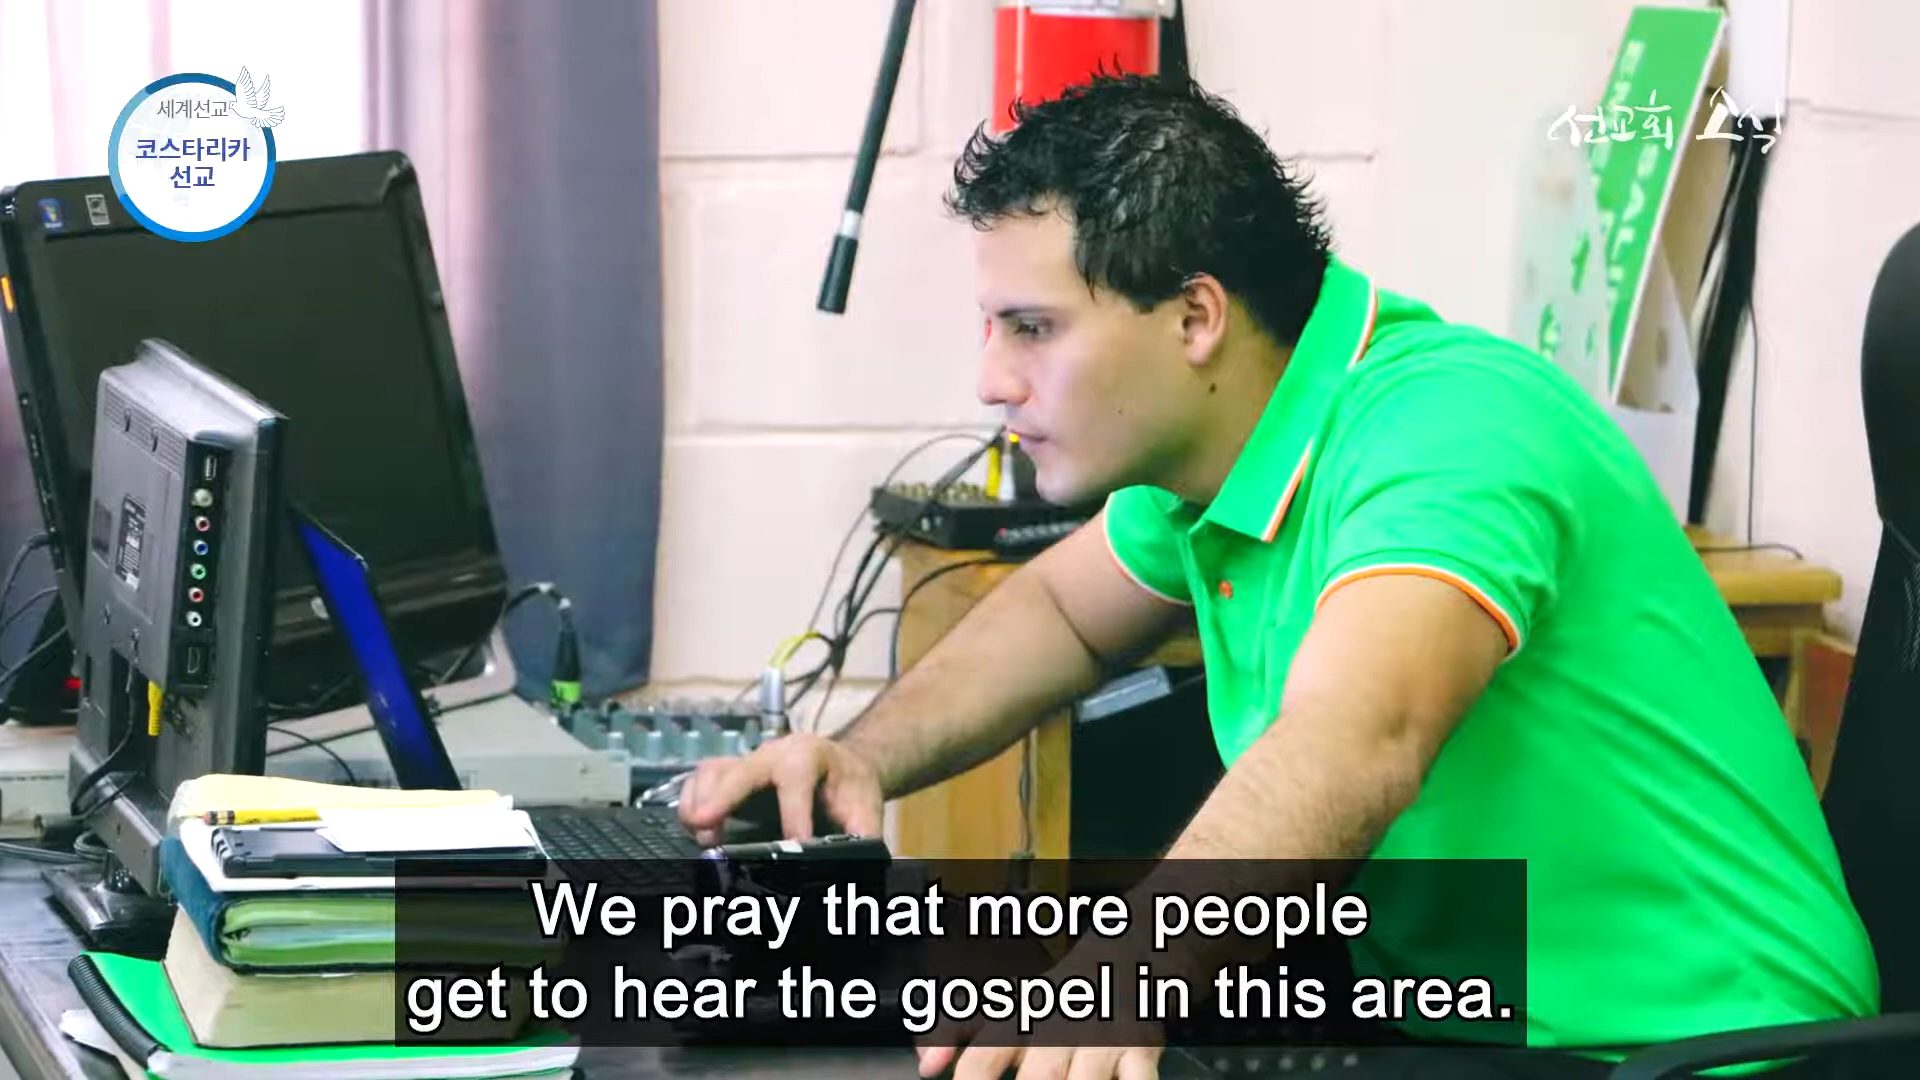 세계선교
코스타리카
선교
선교회 소식
We pray that more people
get to hear the gospel in this area.